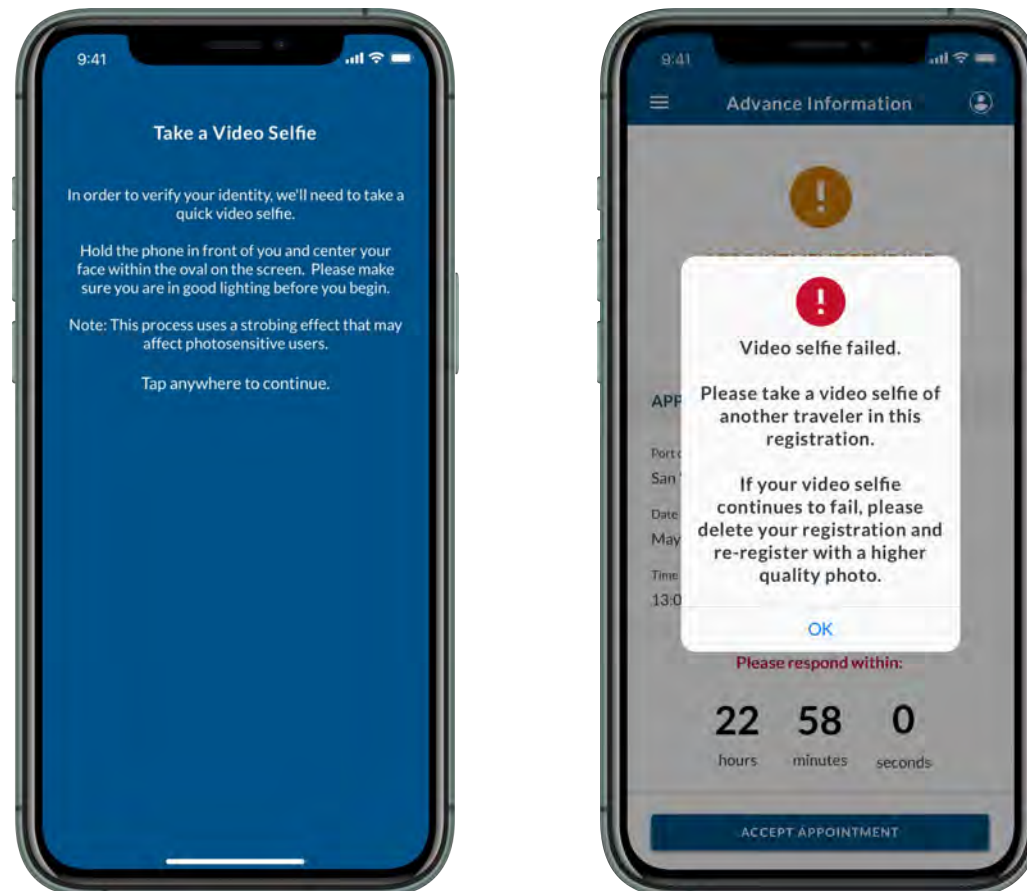 9:41
Take a Video Selfie
In order to verify your identity, we'll need to take a
quick video selfie.
Hold the phone in front of you and center your
face within the oval on the screen. Please make
sure you are in good lighting before you begin.
Note: This process uses a strobing effect that may
affect photosensitive users.
Tap anywhere to continue.
9:41
Advance Information
Video selfie failed.
Please take a video selfie of
another traveler in this
registration.
If your video selfie
continues to fail, please
delete your registration and
re-register with a higher
quality photo.
OK
APP
Port
San
Date
May
Time
13:0
Please respond within:
22 58 0
hours minutes seconds
ACCEPT APPOINTMENT